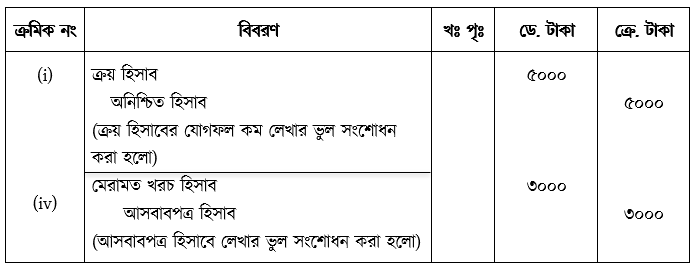 ক্রমিক নং বিবরণ খঃ পৃঃ ডে. টাকা ক্রে. টাকা
(i) ক্রয় হিসাব ৫০০০
অনিশ্চিত হিসাব ৫০০০
(ক্রয় হিসাবের যোগফল কম লেখার ভুল সংশোধন
করা হলো)
(iv) মেরামত খরচ হিসাব ৩০০০
আসবাবপত্র হিসাব ৩০০০
(আসবাবপত্র হিসাবে লেখার ভুল সংশোধন করা হলো)